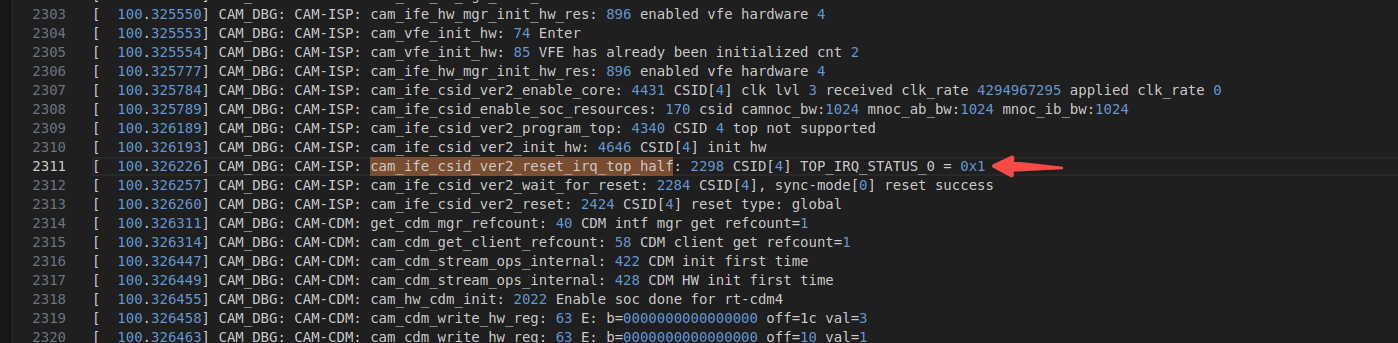 2303 [  100.325550] CAM_DBG: CAM-ISP: cam_ife_hw_mgr_init_hw_res: 896 enabled vfe hardware 4
2304 [  100.325553] CAM_DBG: CAM-ISP: cam_vfe_init_hw: 74 Enter
2305 [  100.325554] CAM_DBG: CAM-ISP: cam_vfe_init_hw: 85 VFE has already been initialized cnt 2
2306 [  100.325777] CAM_DBG: CAM-ISP: cam_ife_hw_mgr_init_hw_res: 896 enabled vfe hardware 4
2307 [  100.325784] CAM_DBG: CAM-ISP: cam_ife_csid_ver2_enable_core: 4431 CSID[4] clk lvl 3 received clk_rate 4294967295 applied clk_rate 0
2308 [  100.325789] CAM_DBG: CAM-ISP: cam_ife_csid_enable_soc_resources: 170 csid camnoc_bw:1024 mnoc_ab_bw:1024 mnoc_ib_bw:1024
2309 [  100.326189] CAM_DBG: CAM-ISP: cam_ife_csid_ver2_program_top: 4340 CSID 4 top not supported
2310 [  100.326193] CAM_DBG: CAM-ISP: cam_ife_csid_ver2_init_hw: 4646 CSID[4] init hw
2311 [  100.326226] CAM_DBG: CAM-ISP: cam_ife_csid_ver2_reset_irq_top_half: 2298 CSID[4] TOP_IRQ_STATUS_0 = 0x1
2312 [  100.326257] CAM_DBG: CAM-ISP: cam_ife_csid_ver2_wait_for_reset: 2284 CSID[4], sync-mode[0] reset success
2313 [  100.326260] CAM_DBG: CAM-ISP: cam_ife_csid_ver2_reset: 2424 CSID[4] reset type: global
2314 [  100.326311] CAM_DBG: CAM-CDM: get_cdm_mgr_refcount: 40 CDM intf mgr get refcount=1
2315 [  100.326314] CAM_DBG: CAM-CDM: cam_cdm_get_client_refcount: 58 CDM client get refcount=1
2316 [  100.326447] CAM_DBG: CAM-CDM: cam_cdm_stream_ops_internal: 422 CDM init first time
2317 [  100.326449] CAM_DBG: CAM-CDM: cam_cdm_stream_ops_internal: 428 CDM HW init first time
2318 [  100.326455] CAM_DBG: CAM-CDM: cam_hw_cdm_init: 2022 Enable soc done for rt-cdm4
2319 [  100.326458] CAM_DBG: CAM-CDM: cam_cdm_write_hw_reg: 63 E: b=0000000000000000 off=1c val=3
2320 [  100.326463] CAM_DBG: CAM-CDM: cam_cdm_write_hw_reg: 63 E: b=0000000000000000 off=10 val=1